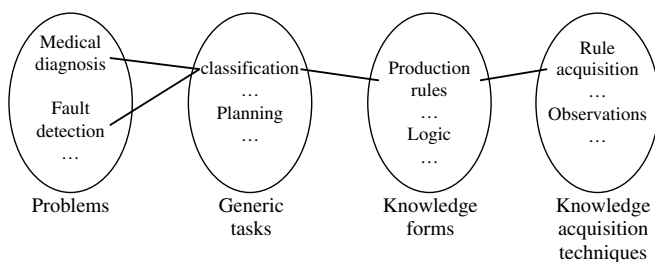 Medical
diagnosis
Fault
detection
…
Problems
classification
…
Planning
…
Generic
tasks
Production
rules
…
Logic
…
Knowledge
forms
Rule
acquisition
…
Observations
…
Knowledge
acquisition
techniques